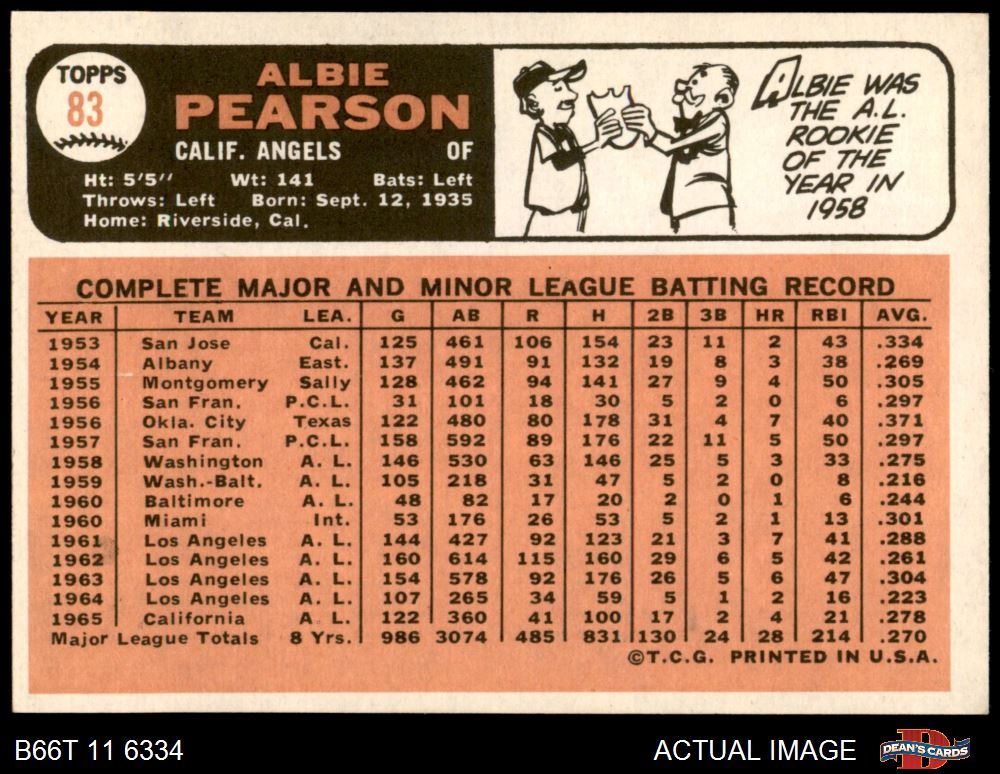 TOPPS
83
ALBIE
PEARSON
CALIF. ANGELS OF
Ht: 5'5" Wt: 141 Bats: Left
Throws: Left Born: Sept. 12, 1935
Home: Riverside, Cal.
ALBIE WAS
THE A.L.
ROOKIE
OF THE
YEAR IN
1958
COMPLETE MAJOR AND MINOR LEAGUE BATTING RECORD
YEAR TEAM LEA. G AB R H 2B 3B HR RBI AVG.
1953 San Jose Cal. 125 461 106 154 23 11 2 43 .334
1954 Albany East. 137 491 91 132 19 8 3 38 .269
1955 Montgomery Sally 128 462 94 141 27 9 4 50 .305
1956 San Fran. P.C.L. 31 101 18 30 5 2 0 6 .297
1956 Okla. City Texas 122 480 80 178 31 4 7 40 .371
1957 San Fran. P.C.L. 158 592 89 176 22 11 5 50 .297
1958 Washington A. L. 146 530 63 146 25 5 3 33 .275
1959 Wash.-Balt. A. L. 105 218 31 47 5 2 0 8 .216
1960 Baltimore A. L. 48 82 17 20 2 0 1 6 .244
1960 Miami Int. 53 176 26 53 5 2 1 13 .301
1961 Los Angeles A. L. 144 427 92 123 21 3 7 41 .288
1962 Los Angeles A. L. 160 614 115 160 29 6 5 42 .261
1963 Los Angeles A. L. 154 578 92 176 26 5 6 47 .304
1964 Los Angeles A. L. 107 265 34 59 5 1 2 16 .223
1965 California A. L. 122 360 41 100 17 2 4 21 .278
Major League Totals 8 Yrs. 986 3074 485 831 130 24 28 214 .270
©T.C.G. PRINTED IN U.S.A.
B66T 11 6334 ACTUAL IMAGE
DEAN'S CARDS